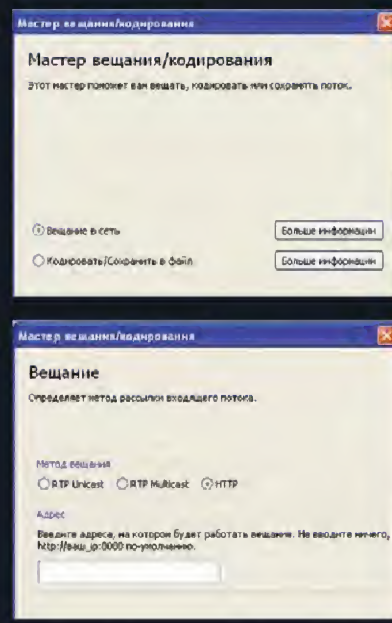 Мастер вещания/кодирования
Мастер вещания/кодирования
Этот мастер поможет вам вещать, кодировать или сохранять поток.
Вещание в сеть
Больше информации
Кодировать/Сохранить в файл
Больше информации
Мастер вещания/кодирования
Вещание
Определяет метод рассылки входящего потока.
Метод вещания
RTP Unicast RTP Multicast HTTP
Адрес
Введите адреса, на котором будет работать вещание. Не вводите ничего,
http://ваш_ip:8080 по-умолчанию.